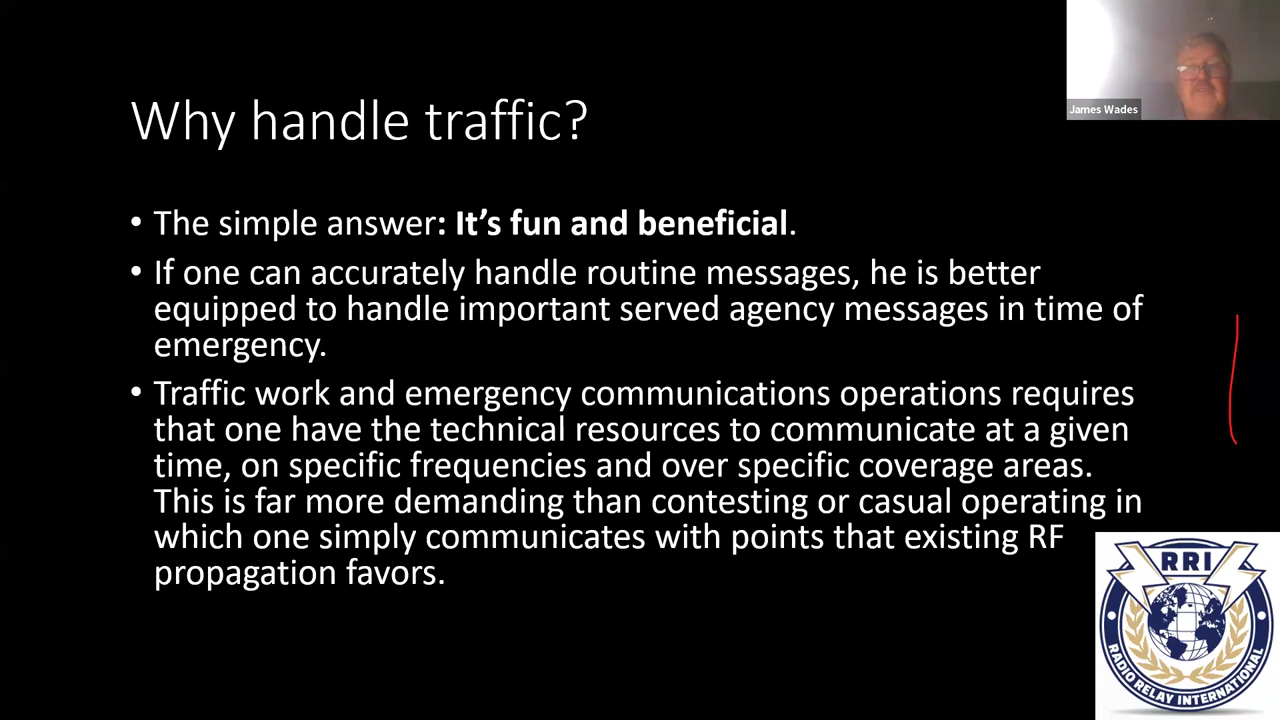 James Wades
Why handle traffic?
• The simple answer: It's fun and beneficial.
• If one can accurately handle routine messages, he is better
equipped to handle important served agency messages in time of
emergency.
• Traffic work and emergency communications operations requires
that one have the technical resources to communicate at a given
time, on specific frequencies and over specific coverage areas.
This is far more demanding than contesting or casual operating in
which one simply communicates with points that existing RF
propagation favors.
RRI
RADIO RELAY INTERNATIONAL